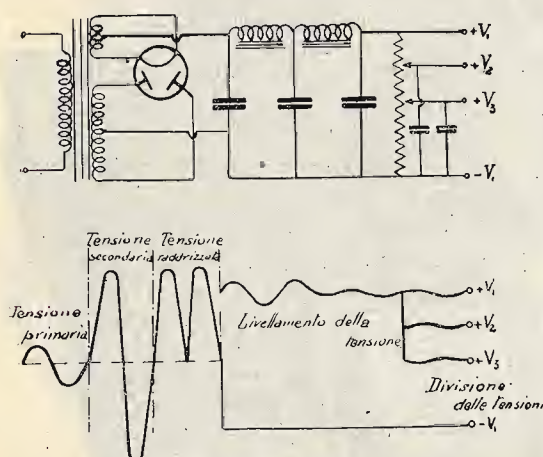 +V₁
+V₂
+V₃
-V₁
Tensione
primaria
Tensione
secondaria
Tensione
raddrizzata
Livellamento della
tensione
+V₁
+V₂
+V₃
Divisione
delle tensioni
-V₁